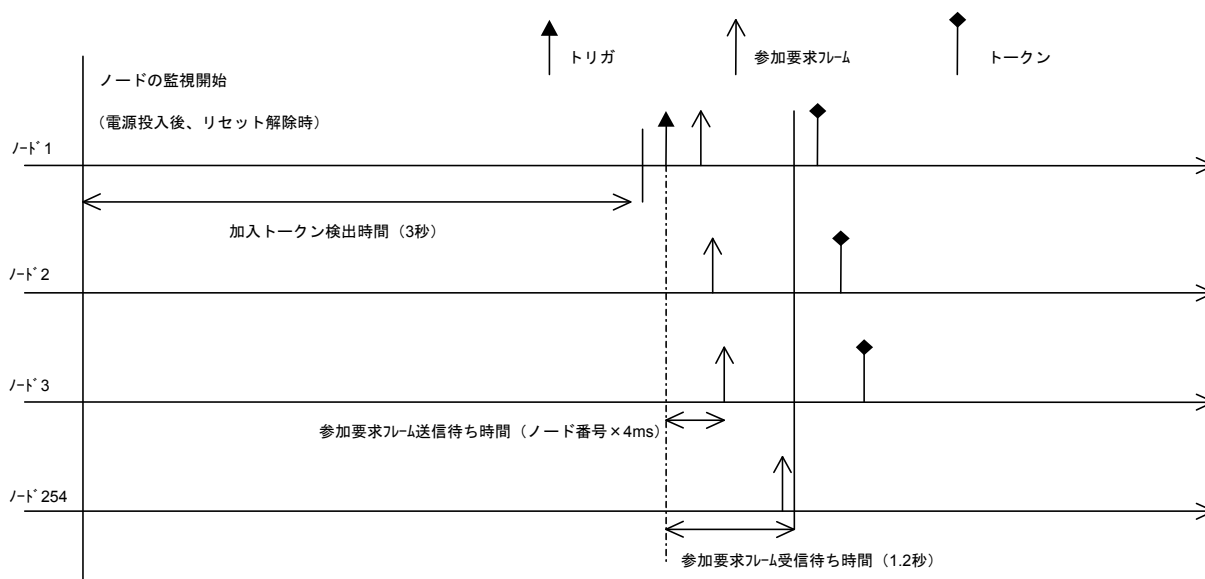 トリガ
参加要求ﾌﾚｰﾑ
トークン
ノードの監視開始
(電源投入後、リセット解除時)
ﾉｰﾄﾞ1
加入トークン検出時間(3秒)
ﾉｰﾄﾞ2
ﾉｰﾄﾞ3
参加要求ﾌﾚｰﾑ送信待ち時間(ノード番号×4ms)
ﾉｰﾄﾞ254
参加要求ﾌﾚｰﾑ受信待ち時間(1.2秒)